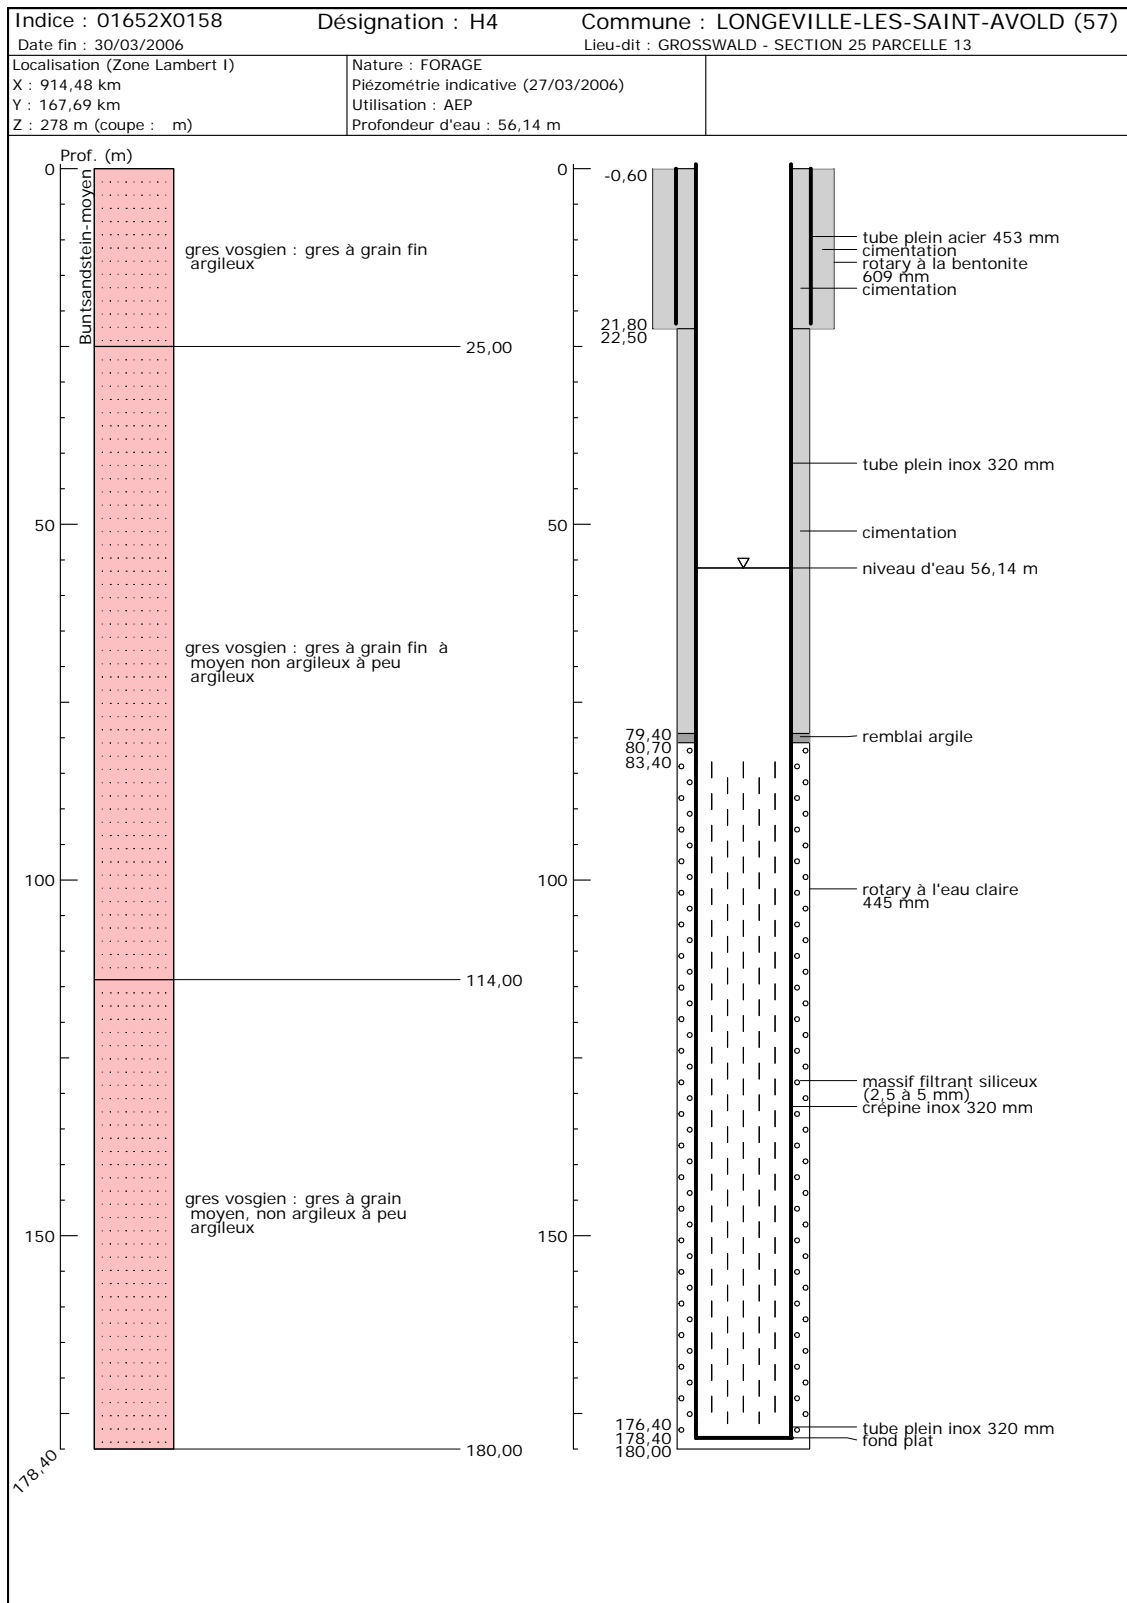 Indice : 01652X0158 Désignation : H4 Commune : LONGEVILLE-LES-SAINT-AVOLD (57)
Date fin : 30/03/2006 Lieu-dit : GROSSWALD - SECTION 25 PARCELLE 13
Localisation (Zone Lambert I)
X : 914,48 km
Y : 167,69 km
Z : 278 m (coupe : m)
Nature : FORAGE
Piézométrie indicative (27/03/2006)
Utilisation : AEP
Profondeur d'eau : 56,14 m
Prof. (m)
0
50
100
150
178,40
Buntsandstein-moyen
gres vosgien : gres à grain fin
argileux
25,00
gres vosgien : gres à grain fin à
moyen non argileux à peu
argileux
114,00
gres vosgien : gres à grain
moyen, non argileux à peu
argileux
180,00
0
50
100
150
-0,60
21,80
22,50
79,40
80,70
83,40
176,40
178,40
180,00
tube plein acier 453 mm
cimentation
rotary à la bentonite
609 mm
cimentation
tube plein inox 320 mm
cimentation
niveau d'eau 56,14 m
remblai argile
rotary à l'eau claire
445 mm
massif filtrant siliceux
(2,5 à 5 mm)
crépine inox 320 mm
tube plein inox 320 mm
fond plat